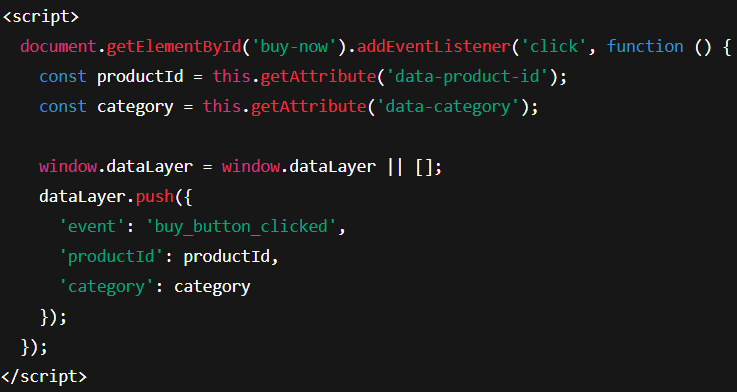 <script>
document.getElementById('buy-now').addEventListener('click', function () {
const productId = this.getAttribute('data-product-id');
const category = this.getAttribute('data-category');
window.dataLayer = window.dataLayer || [];
dataLayer.push({
'event': 'buy_button_clicked',
'productId': productId,
'category': category
});
});
</script>